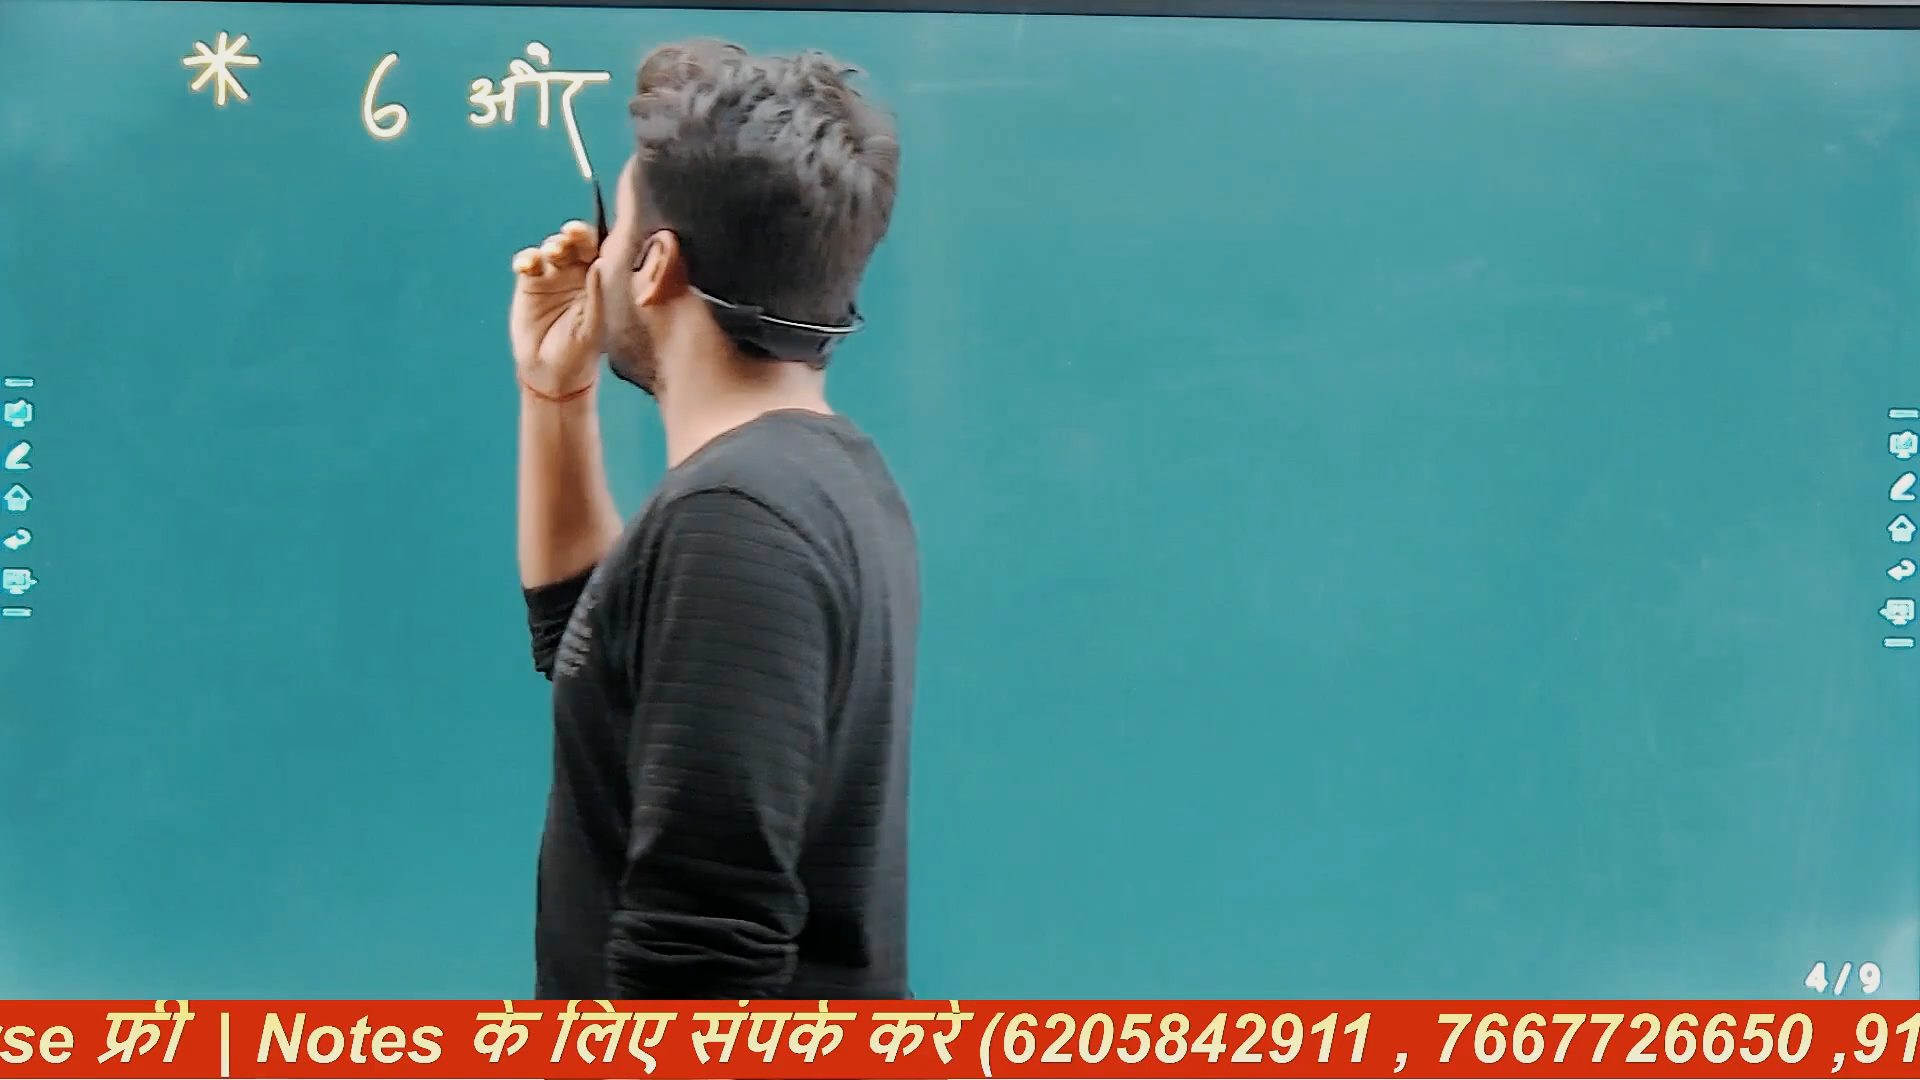 * 6 और
4/9
se फ्री | Notes के लिए संपर्क करे (6205842911 , 7667726650 ,91